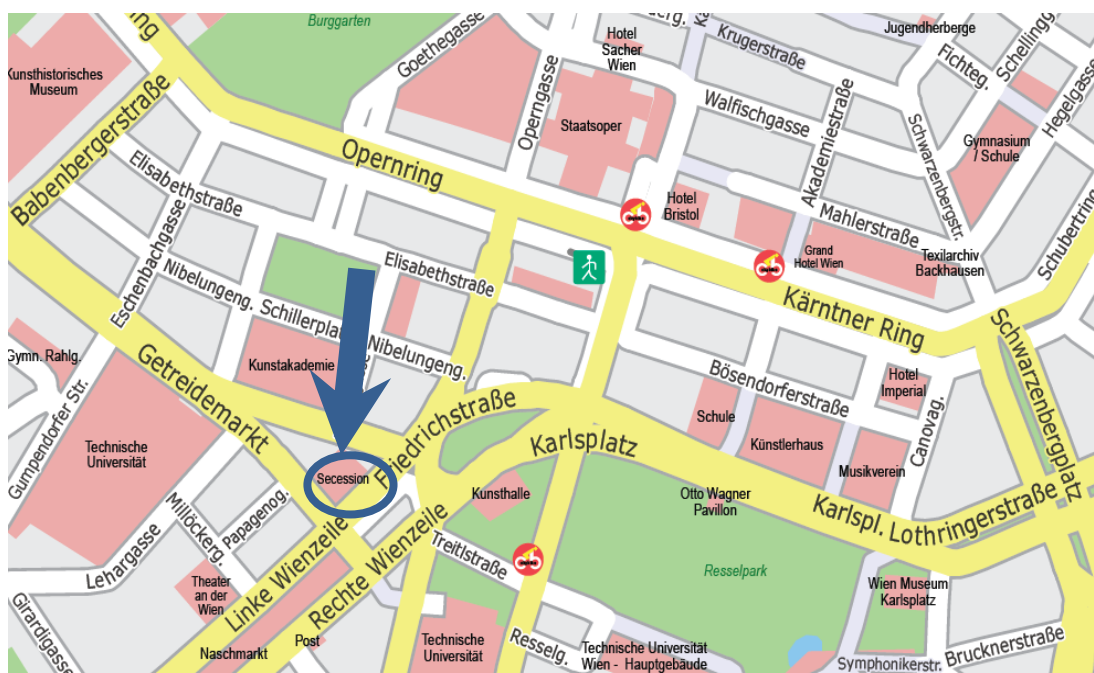 Burggarten
ing
Goethegasse
Operngasse
Hotel
Sacher
Wien
erg.
Krugerstraße
Jugendherberge
Fichteg.
Schellingg
Hegelgasse
Kunsthistorisches
Museum
Babenbergerstraße
Staatsoper
Walfischgasse
Akademiestraße
Schwarzenbergstr.
Gymnasium
/ Schule
Elisabethstraße
Opernring
Hotel
Bristol
Mahlerstraße
Schubertring
Eschenbachgasse
Nibelungeng.
Elisabethstraße
Grand
Hotel Wien
Texilarchiv
Backhausen
Schillerplat
Nibelungeng.
Kärntner Ring
Schwarzenbergplatz
Gymn. Rahlg.
Kunstakademie
Getreidemarkt
Gumpendorfer Str.
Bösendorferstraße
Hotel
Imperial
Canovag.
Friedrichstraße
Karlsplatz
Schule
Künstlerhaus
Musikverein
Technische
Universität
Secession
Kunsthalle
Otto Wagner
Pavillon
Karlspl.
Lothringerstraße
Millöckerg.
Papagenog.
Lehargasse
Linke Wienzeile
Rechte Wienzeile
Treitlstraße
Resselpark
Theater
an der
Wien
Wien Museum
Karlsplatz
Girardigasse
Naschmarkt
Post
Technische
Universität
Resselg.
Technische Universität
Wien - Hauptgebäude
Symphonikerstr.
Brucknerstraße